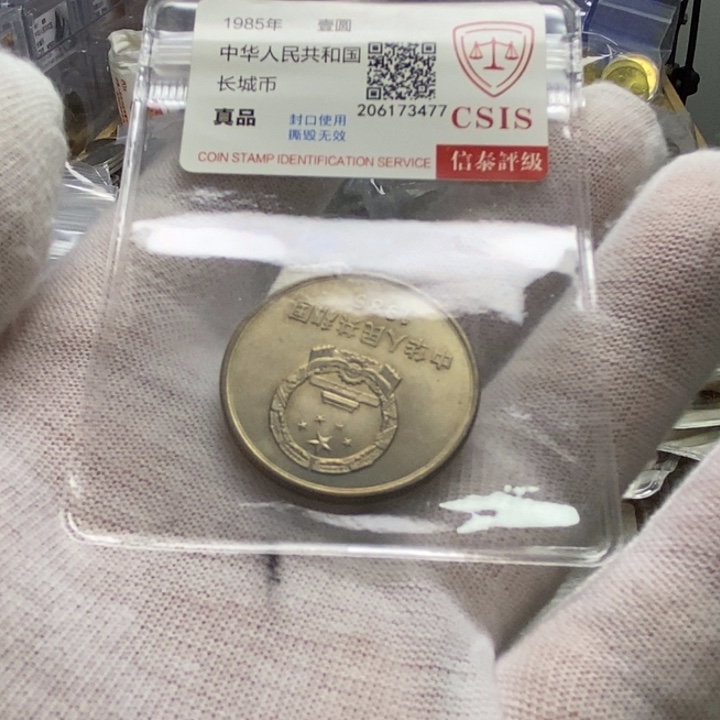 1985年 壹圆
中华人民共和国
长城币
真品 封口使用
撕毁无效
206173477 CSIS
COIN STAMP IDENTIFICATION SERVICE 信泰評級
中华人民共和国
1985